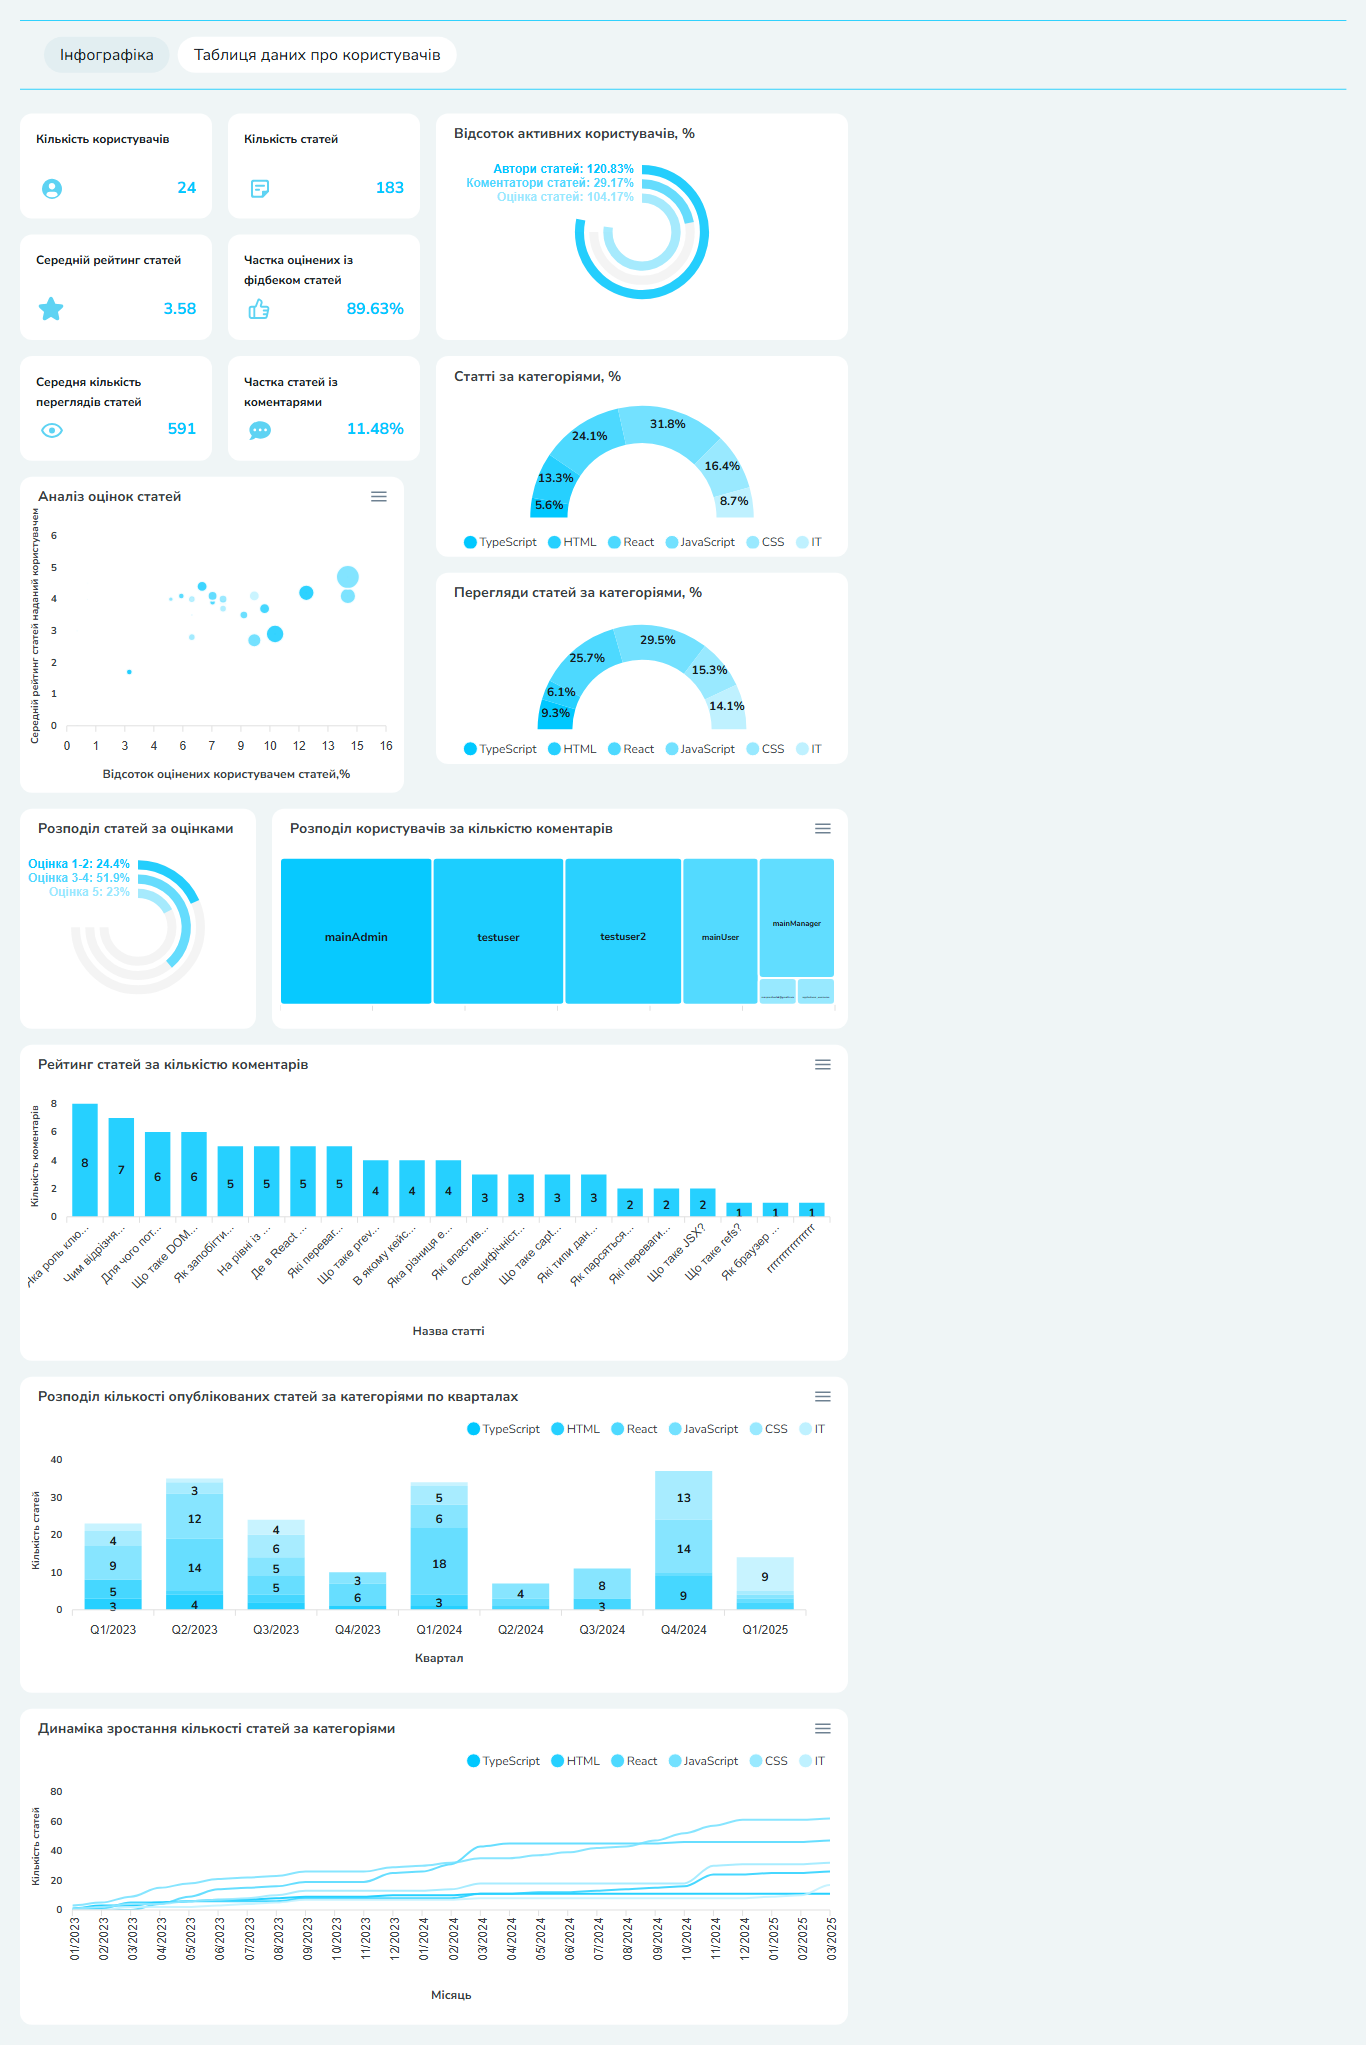 Інфографіка
Таблиця даних про користувачів
Кількість користувачів
24
Кількість статей
183
Відсоток активних користувачів, %
Автори статей: 120.83%
Коментатори статей: 29.17%
Оцінка статей: 104.17%
Середній рейтинг статей
3.58
Частка оцінених із
фідбеком статей
89.63%
Середня кількість
переглядів статей
591
Частка статей із
коментарями
11.48%
Статті за категоріями, %
31.8%
24.1%
16.4%
13.3%
8.7%
5.6%
TypeScript HTML React JavaScript CSS IT
Аналіз оцінок статей
Середній рейтинг статей наданий користувачем
6
5
4
3
2
1
0
0 1 3 4 6 7 9 10 12 13 15 16
Відсоток оцінених користувачем статей,%
Перегляди статей за категоріями, %
29.5%
25.7%
15.3%
6.1%
14.1%
9.3%
TypeScript HTML React JavaScript CSS IT
Розподіл статей за оцінками
Оцінка 1-2: 24.4%
Оцінка 3-4: 51.9%
Оцінка 5: 23%
Розподіл користувачів за кількістю коментарів
mainAdmin
testuser
testuser2
mainUser
mainManager
Рейтинг статей за кількістю коментарів
Кількість коментарів
8
6
4
2
0
8 7 6 6 5 5 5 5 4 4 4 3 3 3 3 2 2 2 1 1 1
Яка роль клю...
Чим відрізня...
Для чого пот...
Що таке DOM...
Як запобігти...
На рівні із ...
Де в React ...
Які переваг...
Що таке prev...
В якому кейс...
Яка різниця е...
Які властив...
Специфічніст...
Що таке capt...
Які типи дан...
Як парсяться...
Які переваги...
Що таке JSX?
Що таке refs?
Як браузер ...
rrrrrrrrrrrrrrr
Назва статті
Розподіл кількості опублікованих статей за категоріями по кварталах
TypeScript HTML React JavaScript CSS IT
Кількість статей
40
30
20
10
0
4
9
5
3
3
12
14
4
4
6
5
5
3
6
5
6
18
3
4
8
3
13
14
9
9
Q1/2023 Q2/2023 Q3/2023 Q4/2023 Q1/2024 Q2/2024 Q3/2024 Q4/2024 Q1/2025
Квартал
Динаміка зростання кількості статей за категоріями
TypeScript HTML React JavaScript CSS IT
Кількість статей
80
60
40
20
0
01/2023 02/2023 03/2023 04/2023 05/2023 06/2023 07/2023 08/2023 09/2023 10/2023 11/2023 12/2023 01/2024 02/2024 03/2024 04/2024 05/2024 06/2024 07/2024 08/2024 09/2024 10/2024 11/2024 12/2024 01/2025 02/2025 03/2025
Місяць